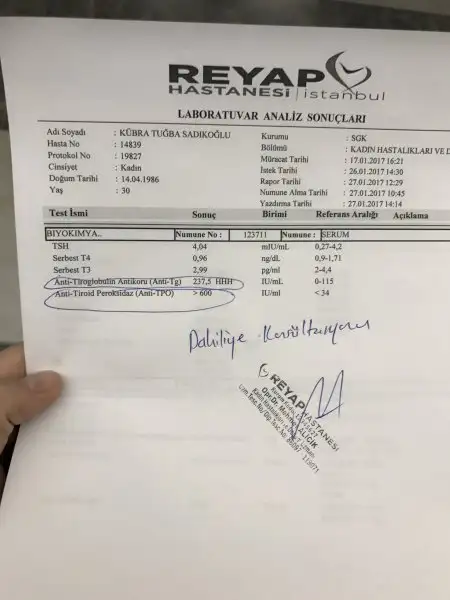 REYAP
HASTANESi | istanbul
LABORATUVAR ANALİZ SONUÇLARI
Adı Soyadı : KÜBRA TUĞBA SADIKOĞLU
Hasta No : 14839
Protokol No : 19827
Cinsiyet : Kadın
Doğum Tarihi : 14.04.1986
Yaş : 30
Kurumu : SGK
Bölümü : KADIN HASTALIKLARI VE D
Müracat Tarihi : 17.01.2017 16:21
İstek Tarihi : 26.01.2017 14:30
Rapor Tarihi : 27.01.2017 12:29
Numune Alma Tarihi : 27.01.2017 10:45
Yazdırma Tarihi : 27.01.2017 14:14
Test İsmi Sonuç Birimi Referans Aralığı Açıklama
BİYOKİMYA.. Numune No : 123711 Numune : SERUM
TSH 4,04 mIU/mL 0,27-4,2
Serbest T4 0,96 ng/dL 0,9-1,71
Serbest T3 2,99 pg/ml 2-4,4
Anti-Tiroglobulin Antikoru (Anti-Tg) 237,5 HHH IU/mL 0-115
Anti-Tiroid Peroksidaz (Anti-TPO) > 600 IU/ml < 34
Dahiliye Konsültasyonu
REYAP HASTANESİ